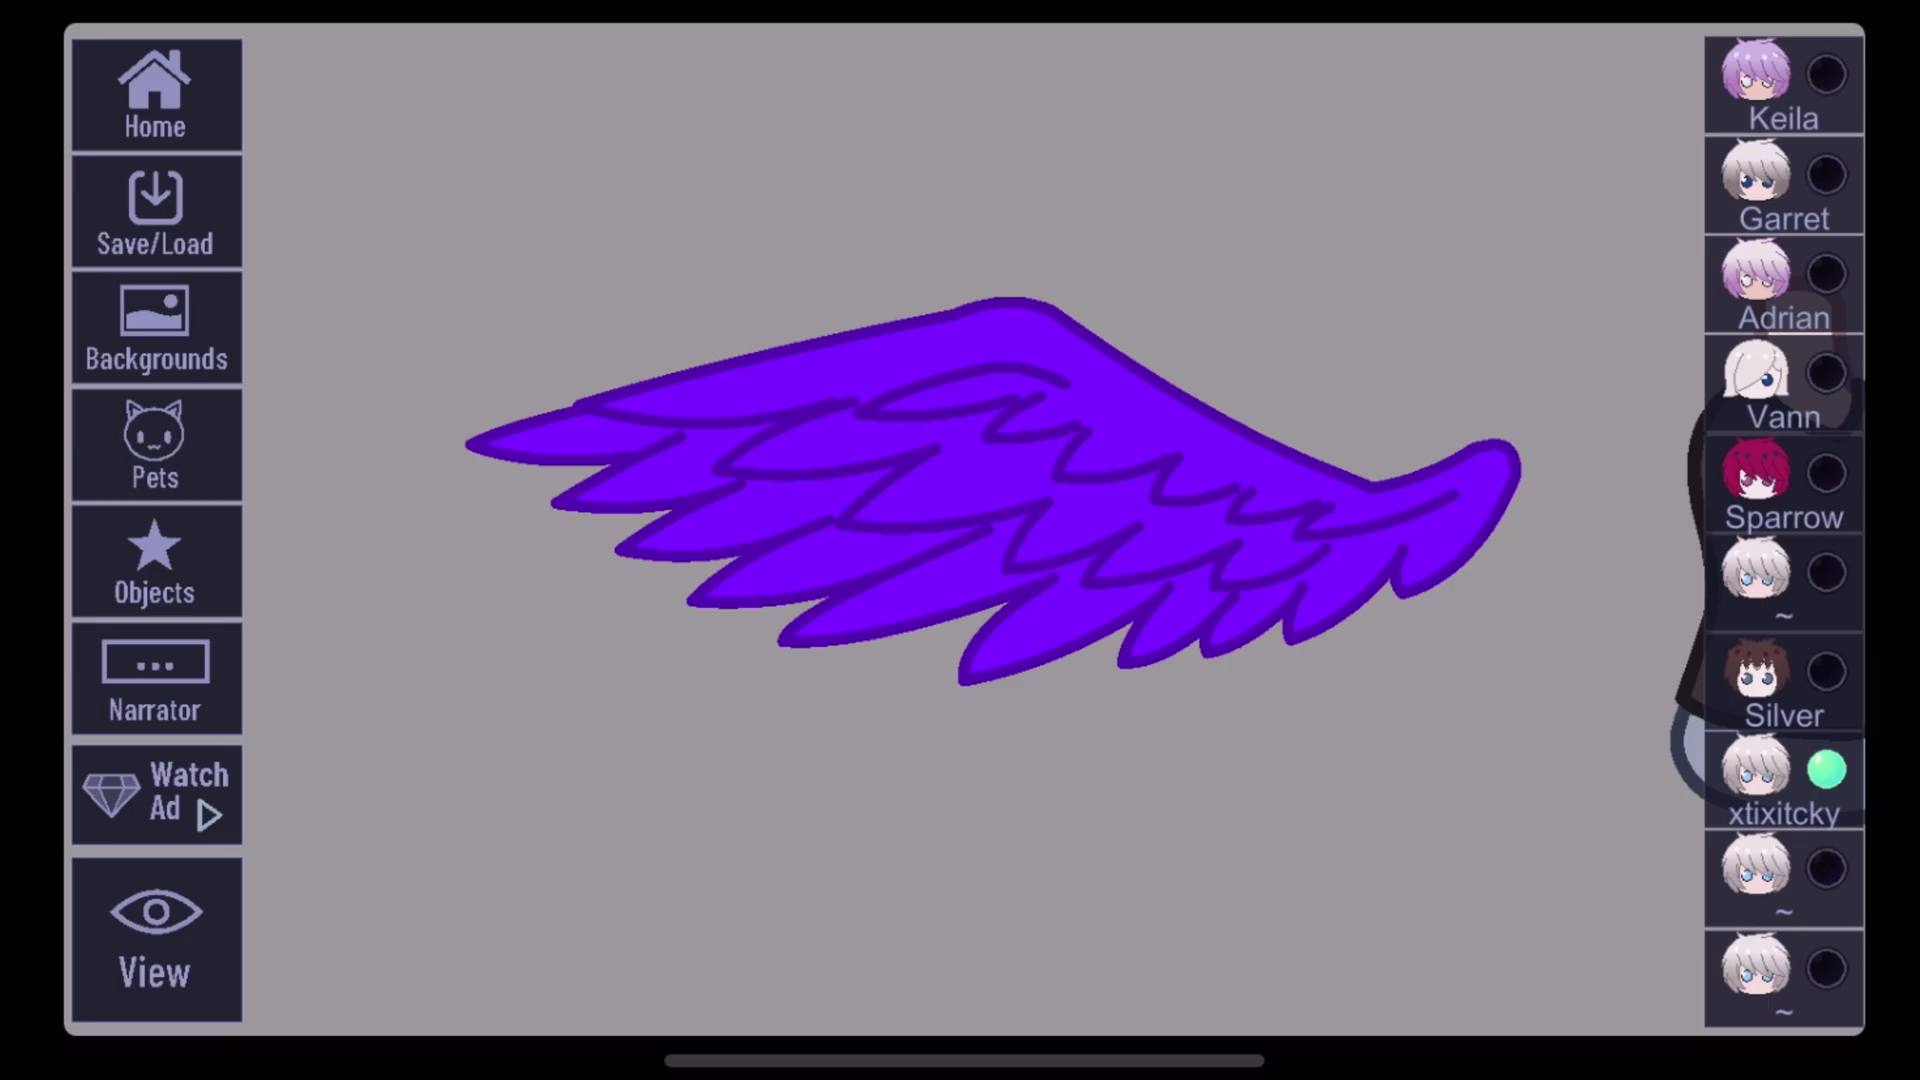 Home
Save/Load
Backgrounds
Pets
Objects
...
Narrator
Watch
Ad
View
Keila
Garret
Adrian
Vann
Sparrow
~
Silver
xtixitcky
~
~